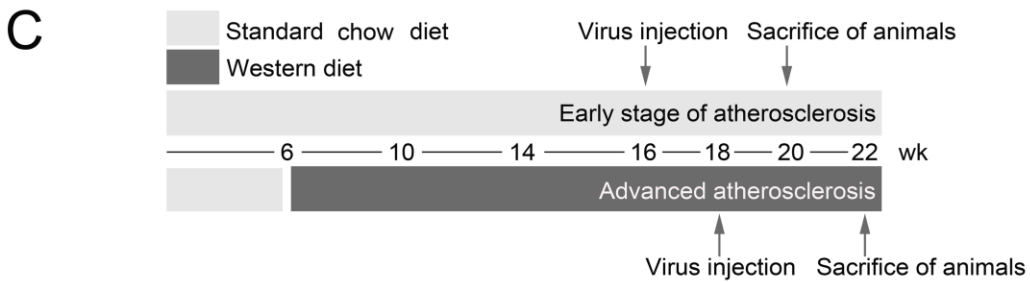 C
Standard chow diet
Western diet
Virus injection Sacrifice of animals
Early stage of atherosclerosis
6 10 14 16 18 20 22 wk
Advanced atherosclerosis
Virus injection Sacrifice of animals